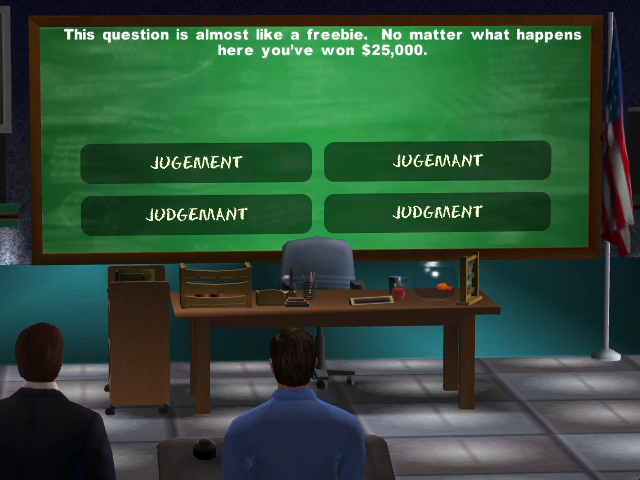 This question is almost like a freebie. No matter what happens
here you've won $25,000.
JUGEMENT
JUGEMANT
JUDGEMANT
JUDGMENT